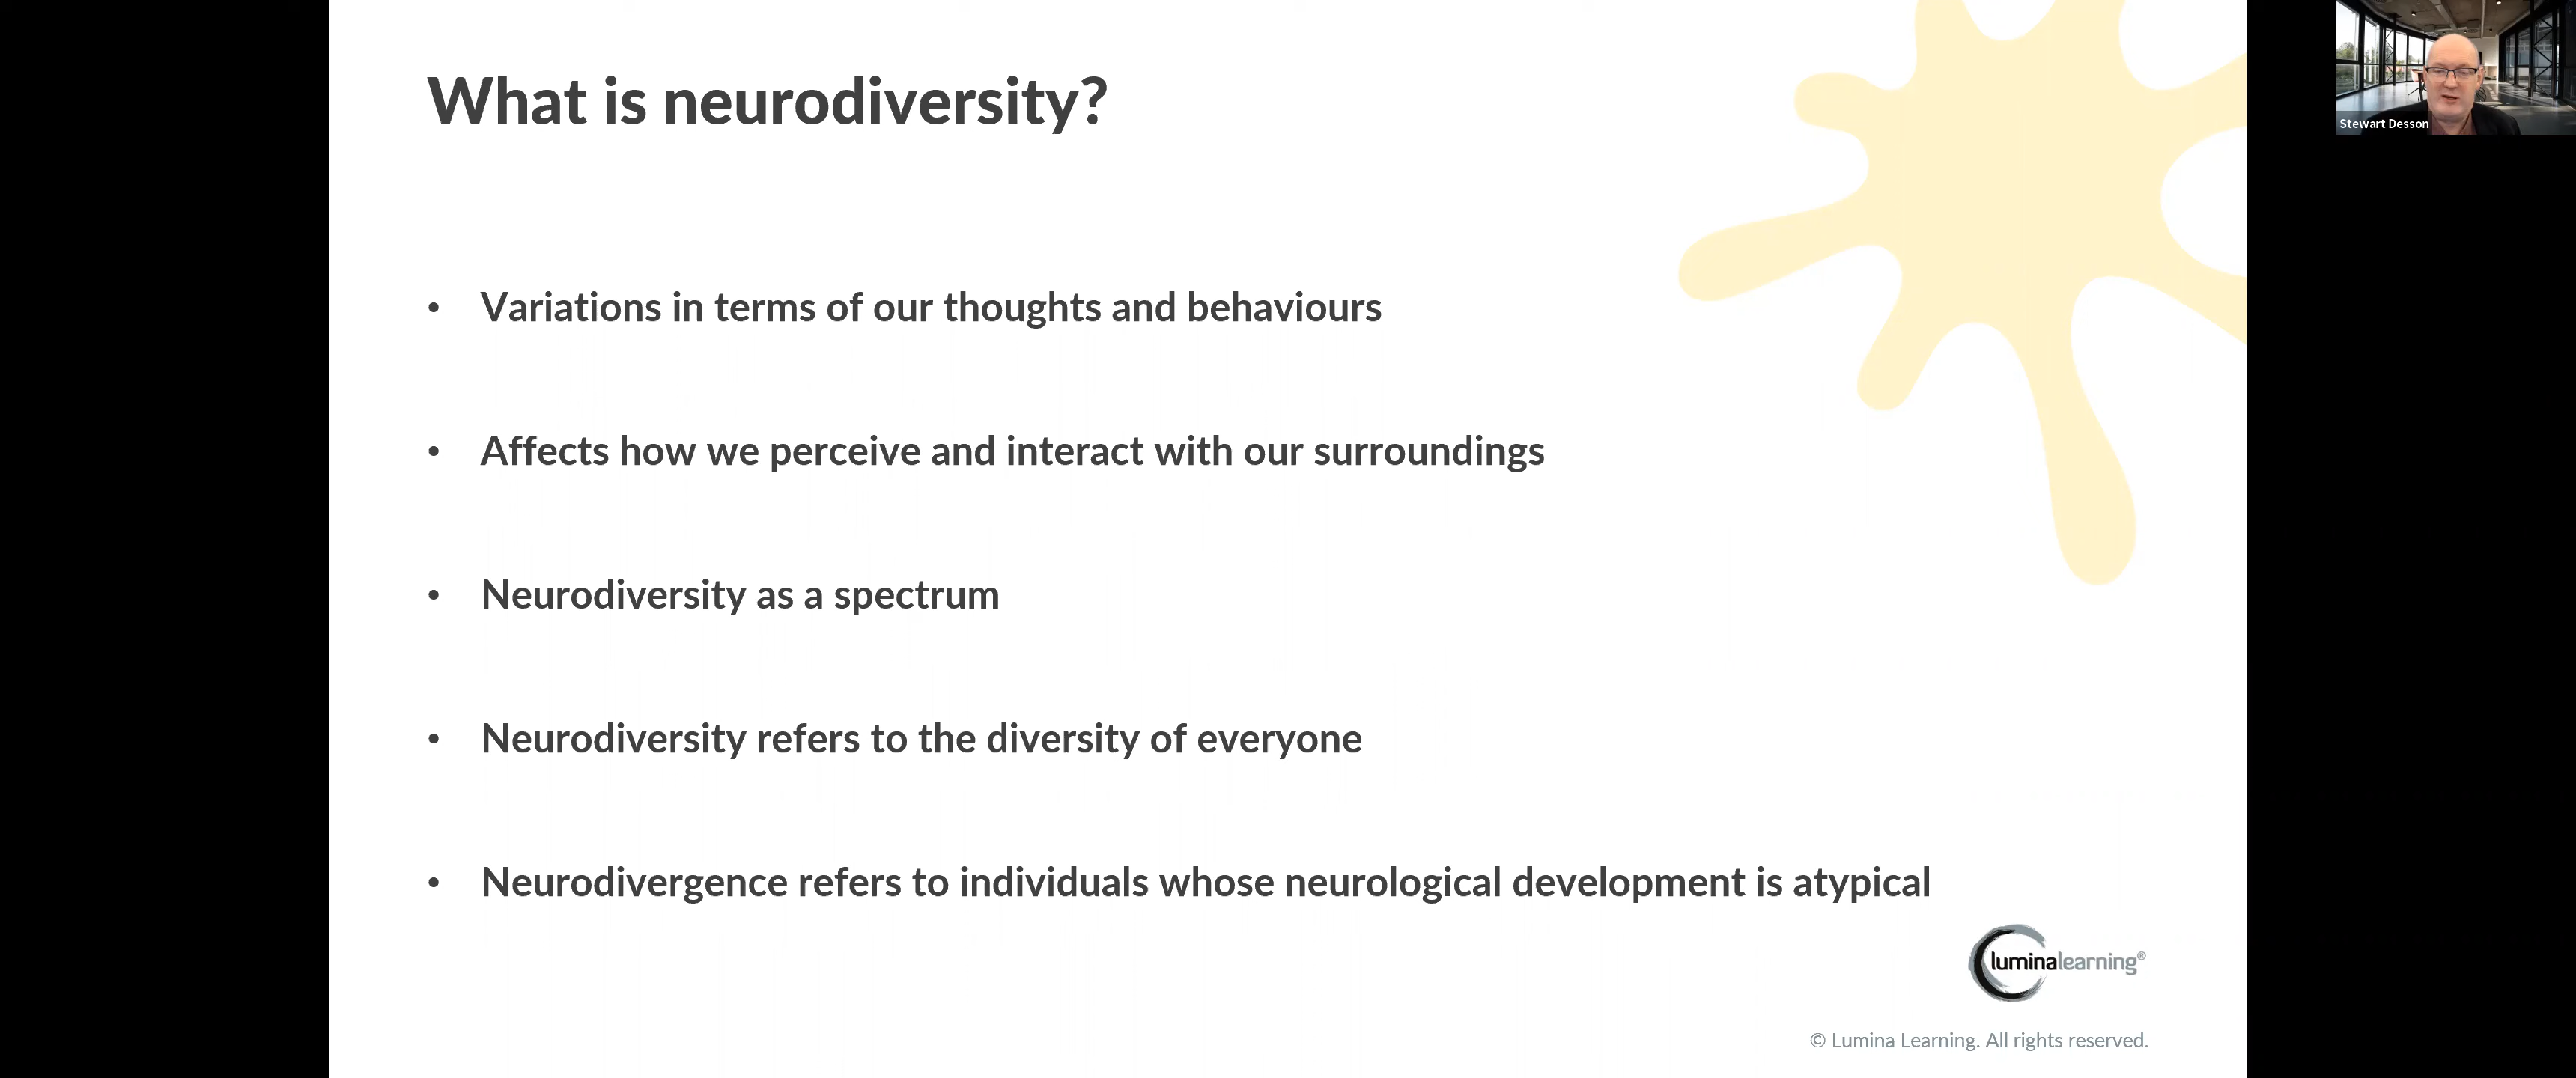 What is neurodiversity?
Stewart Desson
• Variations in terms of our thoughts and behaviours
• Affects how we perceive and interact with our surroundings
• Neurodiversity as a spectrum
• Neurodiversity refers to the diversity of everyone
• Neurodivergence refers to individuals whose neurological development is atypical
luminalearning®
© Lumina Learning. All rights reserved.